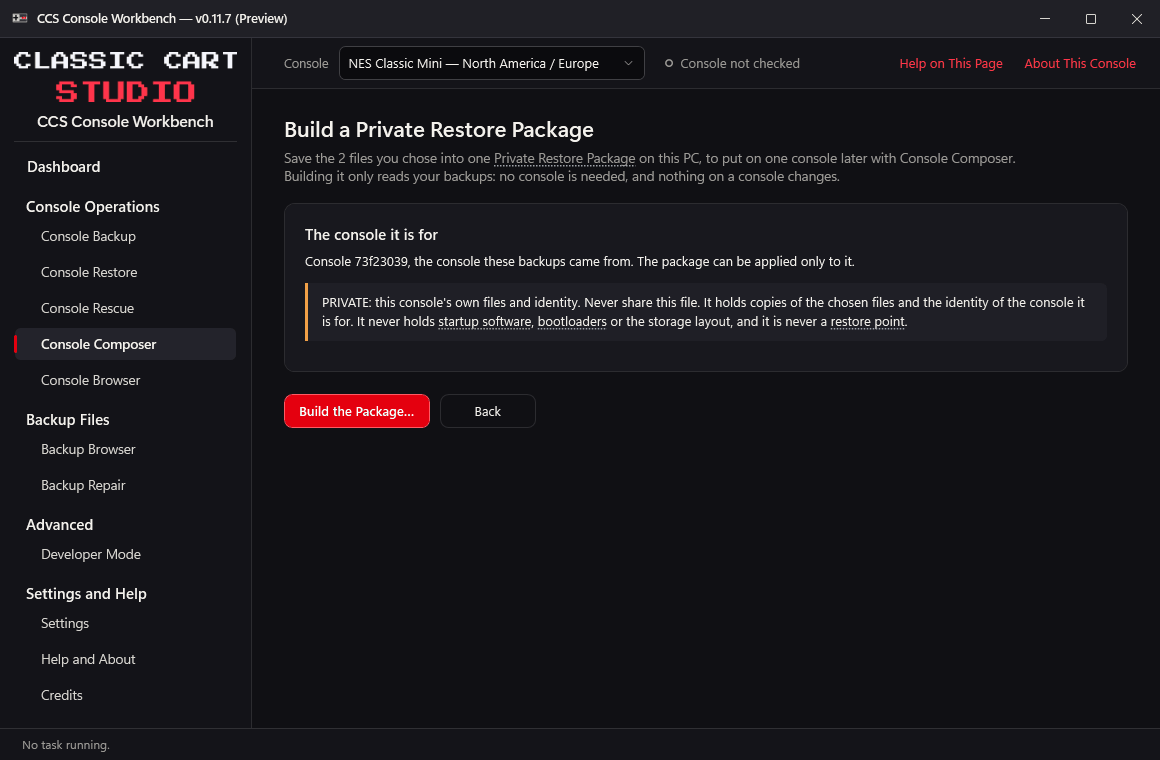 CCS Console Workbench — v0.11.7 (Preview)
CLASSIC CART
STUDIO
CCS Console Workbench
Dashboard
Console Operations
Console Backup
Console Restore
Console Rescue
Console Composer
Console Browser
Backup Files
Backup Browser
Backup Repair
Advanced
Developer Mode
Settings and Help
Settings
Help and About
Credits
Console
NES Classic Mini — North America / Europe
Console not checked
Help on This Page
About This Console
Build a Private Restore Package
Save the 2 files you chose into one Private Restore Package on this PC, to put on one console later with Console Composer.
Building it only reads your backups: no console is needed, and nothing on a console changes.
The console it is for
Console 73f23039, the console these backups came from. The package can be applied only to it.
PRIVATE: this console's own files and identity. Never share this file. It holds copies of the chosen files and the identity of the console it
is for. It never holds startup software, bootloaders or the storage layout, and it is never a restore point.
Build the Package...
Back
No task running.